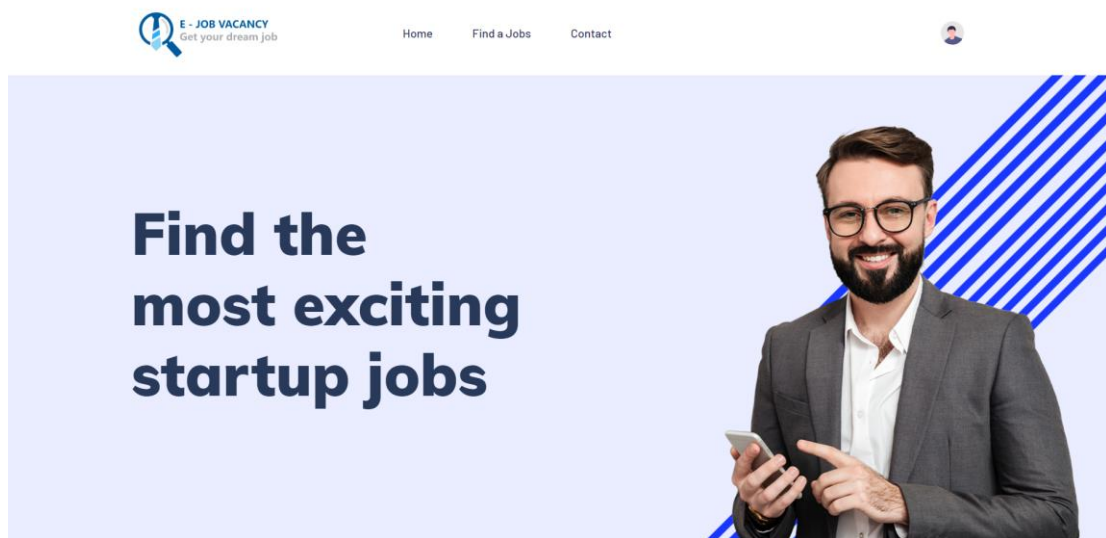 E - JOB VACANCY
Get your dream job
Home Find a Jobs Contact
Find the
most exciting
startup jobs